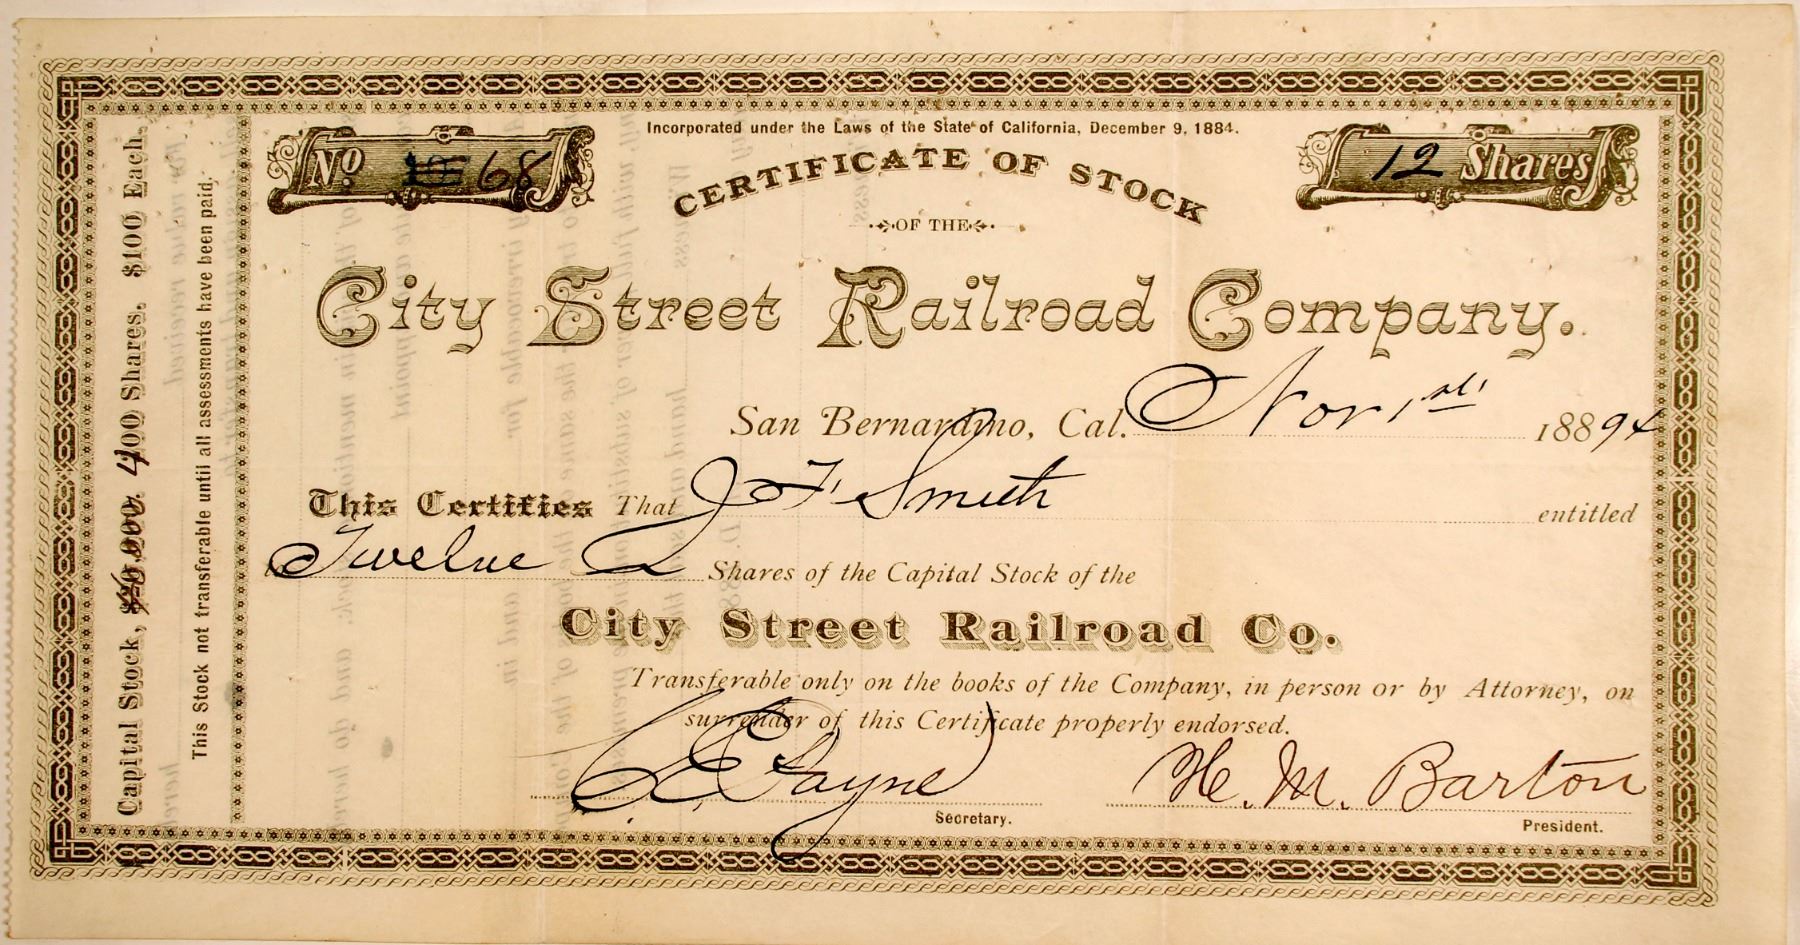 Incorporated under the Laws of the State of California, December 9, 1884.
No 68
12 Shares
CERTIFICATE OF STOCK
OF THE
City Street Railroad Company.
San Bernardino, Cal. Nov 1st 18894
This Certifies That J F Smith entitled
to Twelve Shares of the Capital Stock of the
City Street Railroad Co.
Transferable only on the books of the Company, in person or by Attorney, on
surrender of this Certificate properly endorsed.
Payne
Secretary.
H. M. Barton
President.
Capital Stock, 400 Shares. $100 Each.
This Stock not transferable until all assessments have been paid.